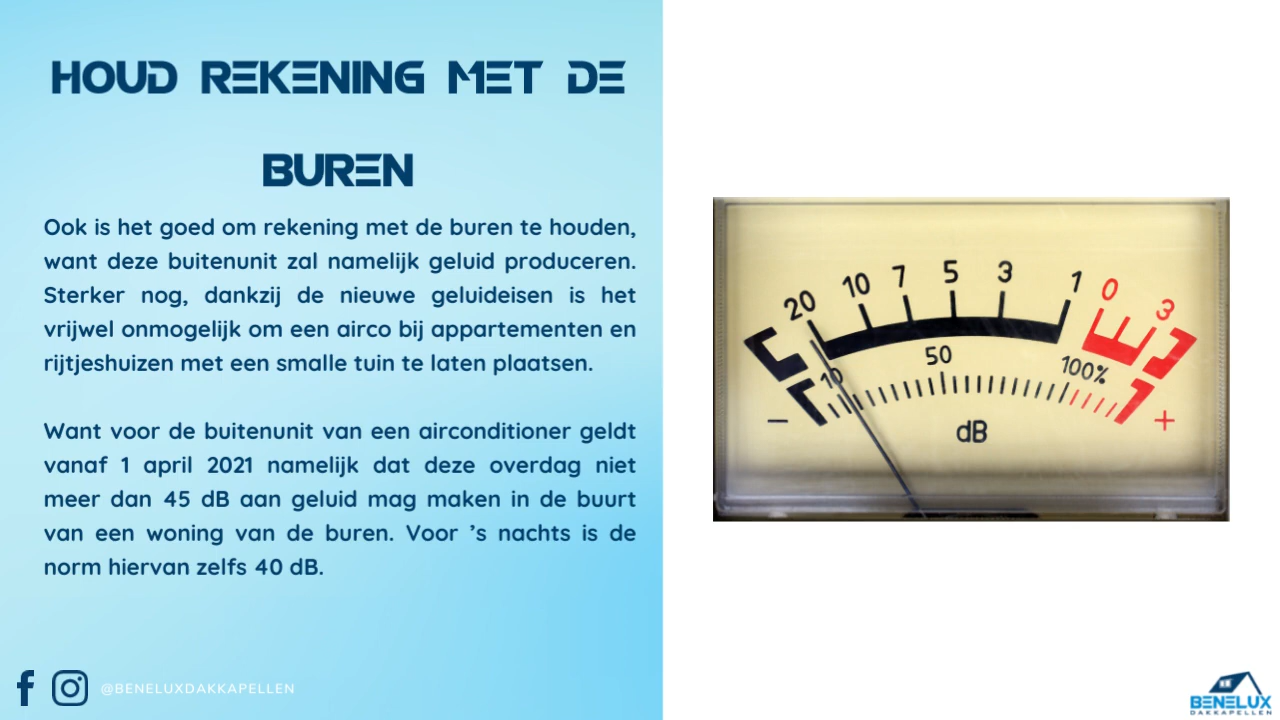 HOUD REKENING MET DE
BUREN
Ook is het goed om rekening met de buren te houden,
want deze buitenunit zal namelijk geluid produceren.
Sterker nog, dankzij de nieuwe geluideisen is het
vrijwel onmogelijk om een airco bij appartementen en
rijtjeshuizen met een smalle tuin te laten plaatsen.
Want voor de buitenunit van een airconditioner geldt
vanaf 1 april 2021 namelijk dat deze overdag niet
meer dan 45 dB aan geluid mag maken in de buurt
van een woning van de buren. Voor ’s nachts is de
norm hiervan zelfs 40 dB.
@BENELUXDAKKAPELLEN
20 10 7 5 3 1 0 3
10 50 100%
− dB +
BENELUX
DAKKAPELLEN